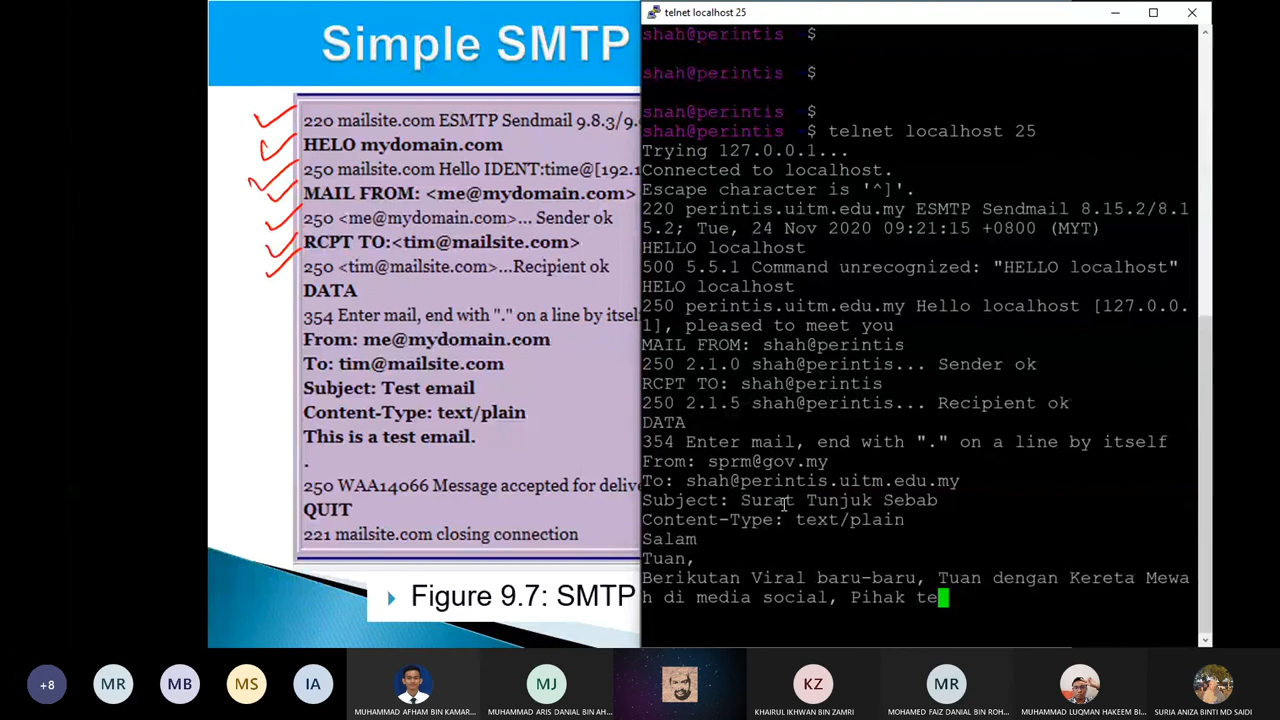 Simple SMTP
220 mailsite.com ESMTP Sendmail 9.8.3/9.
HELO mydomain.com
250 mailsite.com Hello IDENT:time@[192.1
MAIL FROM: <me@mydomain.com>
250 <me@mydomain.com>... Sender ok
RCPT TO:<tim@mailsite.com>
250 <tim@mailsite.com>...Recipient ok
DATA
354 Enter mail, end with "." on a line by itsel
From: me@mydomain.com
To: tim@mailsite.com
Subject: Test email
Content-Type: text/plain
This is a test email.
.
250 WAA14066 Message accepted for delive
QUIT
221 mailsite.com closing connection
Figure 9.7: SMTP
telnet localhost 25
shah@perintis $
shah@perintis $
shah@perintis $
shah@perintis $ telnet localhost 25
Trying 127.0.0.1...
Connected to localhost.
Escape character is '^]'.
220 perintis.uitm.edu.my ESMTP Sendmail 8.15.2/8.1
5.2; Tue, 24 Nov 2020 09:21:15 +0800 (MYT)
HELLO localhost
500 5.5.1 Command unrecognized: "HELLO localhost"
HELO localhost
250 perintis.uitm.edu.my Hello localhost [127.0.0.
1], pleased to meet you
MAIL FROM: shah@perintis
250 2.1.0 shah@perintis... Sender ok
RCPT TO: shah@perintis
250 2.1.5 shah@perintis... Recipient ok
DATA
354 Enter mail, end with "." on a line by itself
From: sprm@gov.my
To: shah@perintis.uitm.edu.my
Subject: Surat Tunjuk Sebab
Content-Type: text/plain
Salam
Tuan,
Berikutan Viral baru-baru, Tuan dengan Kereta Mewa
h di media social, Pihak te
+8
MR
MB
MS
IA
MUHAMMAD AFHAM BIN KAMAR...
MJ
MUHAMMAD ARIS DANIAL BIN AH...
KZ
KHAIRUL IKHWAN BIN ZAMRI
MR
MOHAMED FAIZ DANIAL BIN ROH...
MUHAMMAD LUQMAN HAKEEM BI...
SURIA ANIZA BINTI MD SAIDI